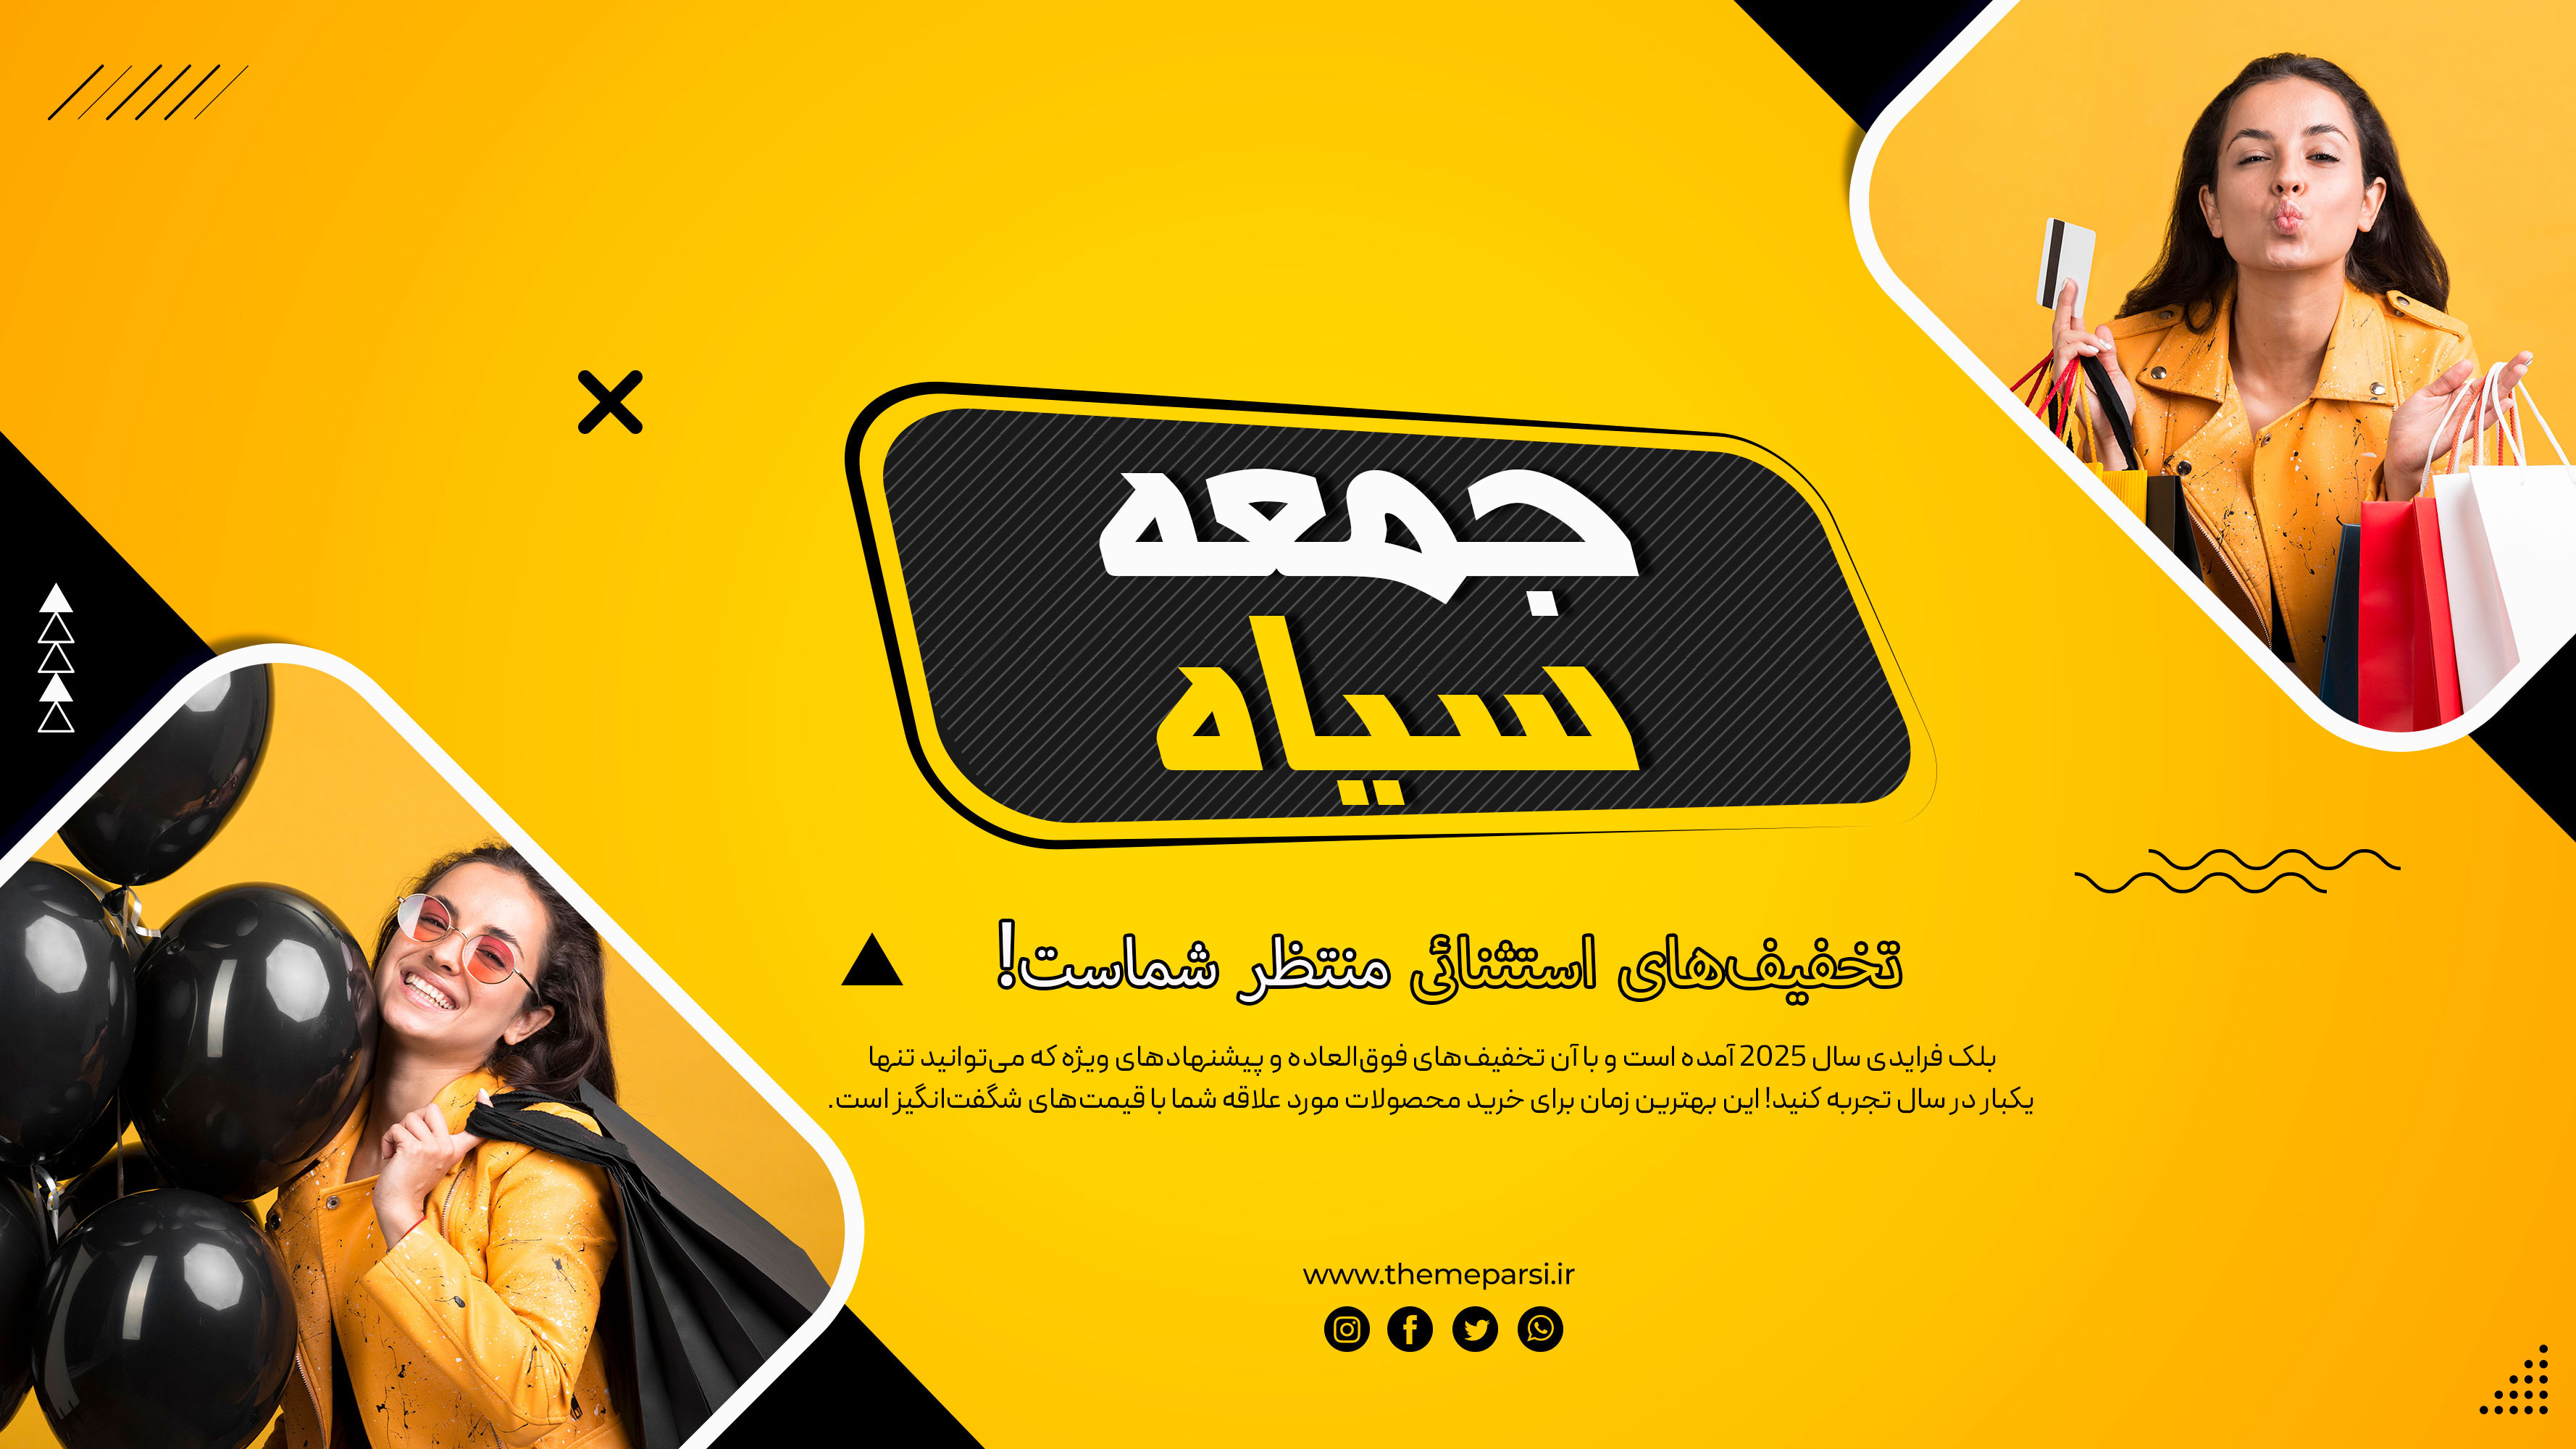 جمعه
سیاه
تخفیف‌های استثنائی منتظر شماست!
بلک فرایدی سال 2025 آمده است و با آن تخفیف‌های فوق‌العاده و پیشنهادهای ویژه که می‌توانید تنها
یکبار در سال تجربه کنید! این بهترین زمان برای خرید محصولات مورد علاقه شما با قیمت‌های شگفت‌انگیز است.
www.themeparsi.ir